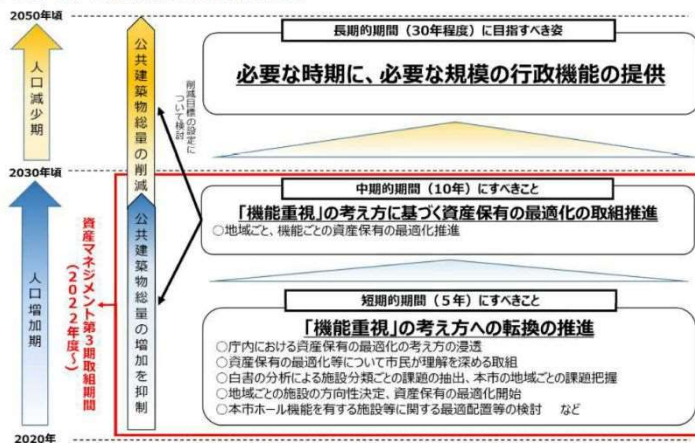 2050年頃
長期的期間（30年程度）に目指すべき姿
必要な時期に、必要な規模の行政機能の提供
人口減少期
公共建築物総量の削減
削減目標の設定に
ついて検討
2030年頃
中期的期間（10年）にすべきこと
「機能重視」の考え方に基づく資産保有の最適化の取組推進
○地域ごと、機能ごとの資産保有の最適化推進
資産マネジメント第3期取組期間
（2022年度～）
人口増加期
公共建築物総量の増加を抑制
短期的期間（５年）にすべきこと
「機能重視」の考え方への転換の推進
○庁内における資産保有の最適化の考え方の浸透
○資産保有の最適化等について市民が理解を深める取組
○白書の分析による施設分類ごとの課題の抽出、本市の地域ごとの課題把握
○地域ごとの施設の方向性決定、資産保有の最適化開始
○本市ホール機能を有する施設等に関する最適配置等の検討　など
2020年